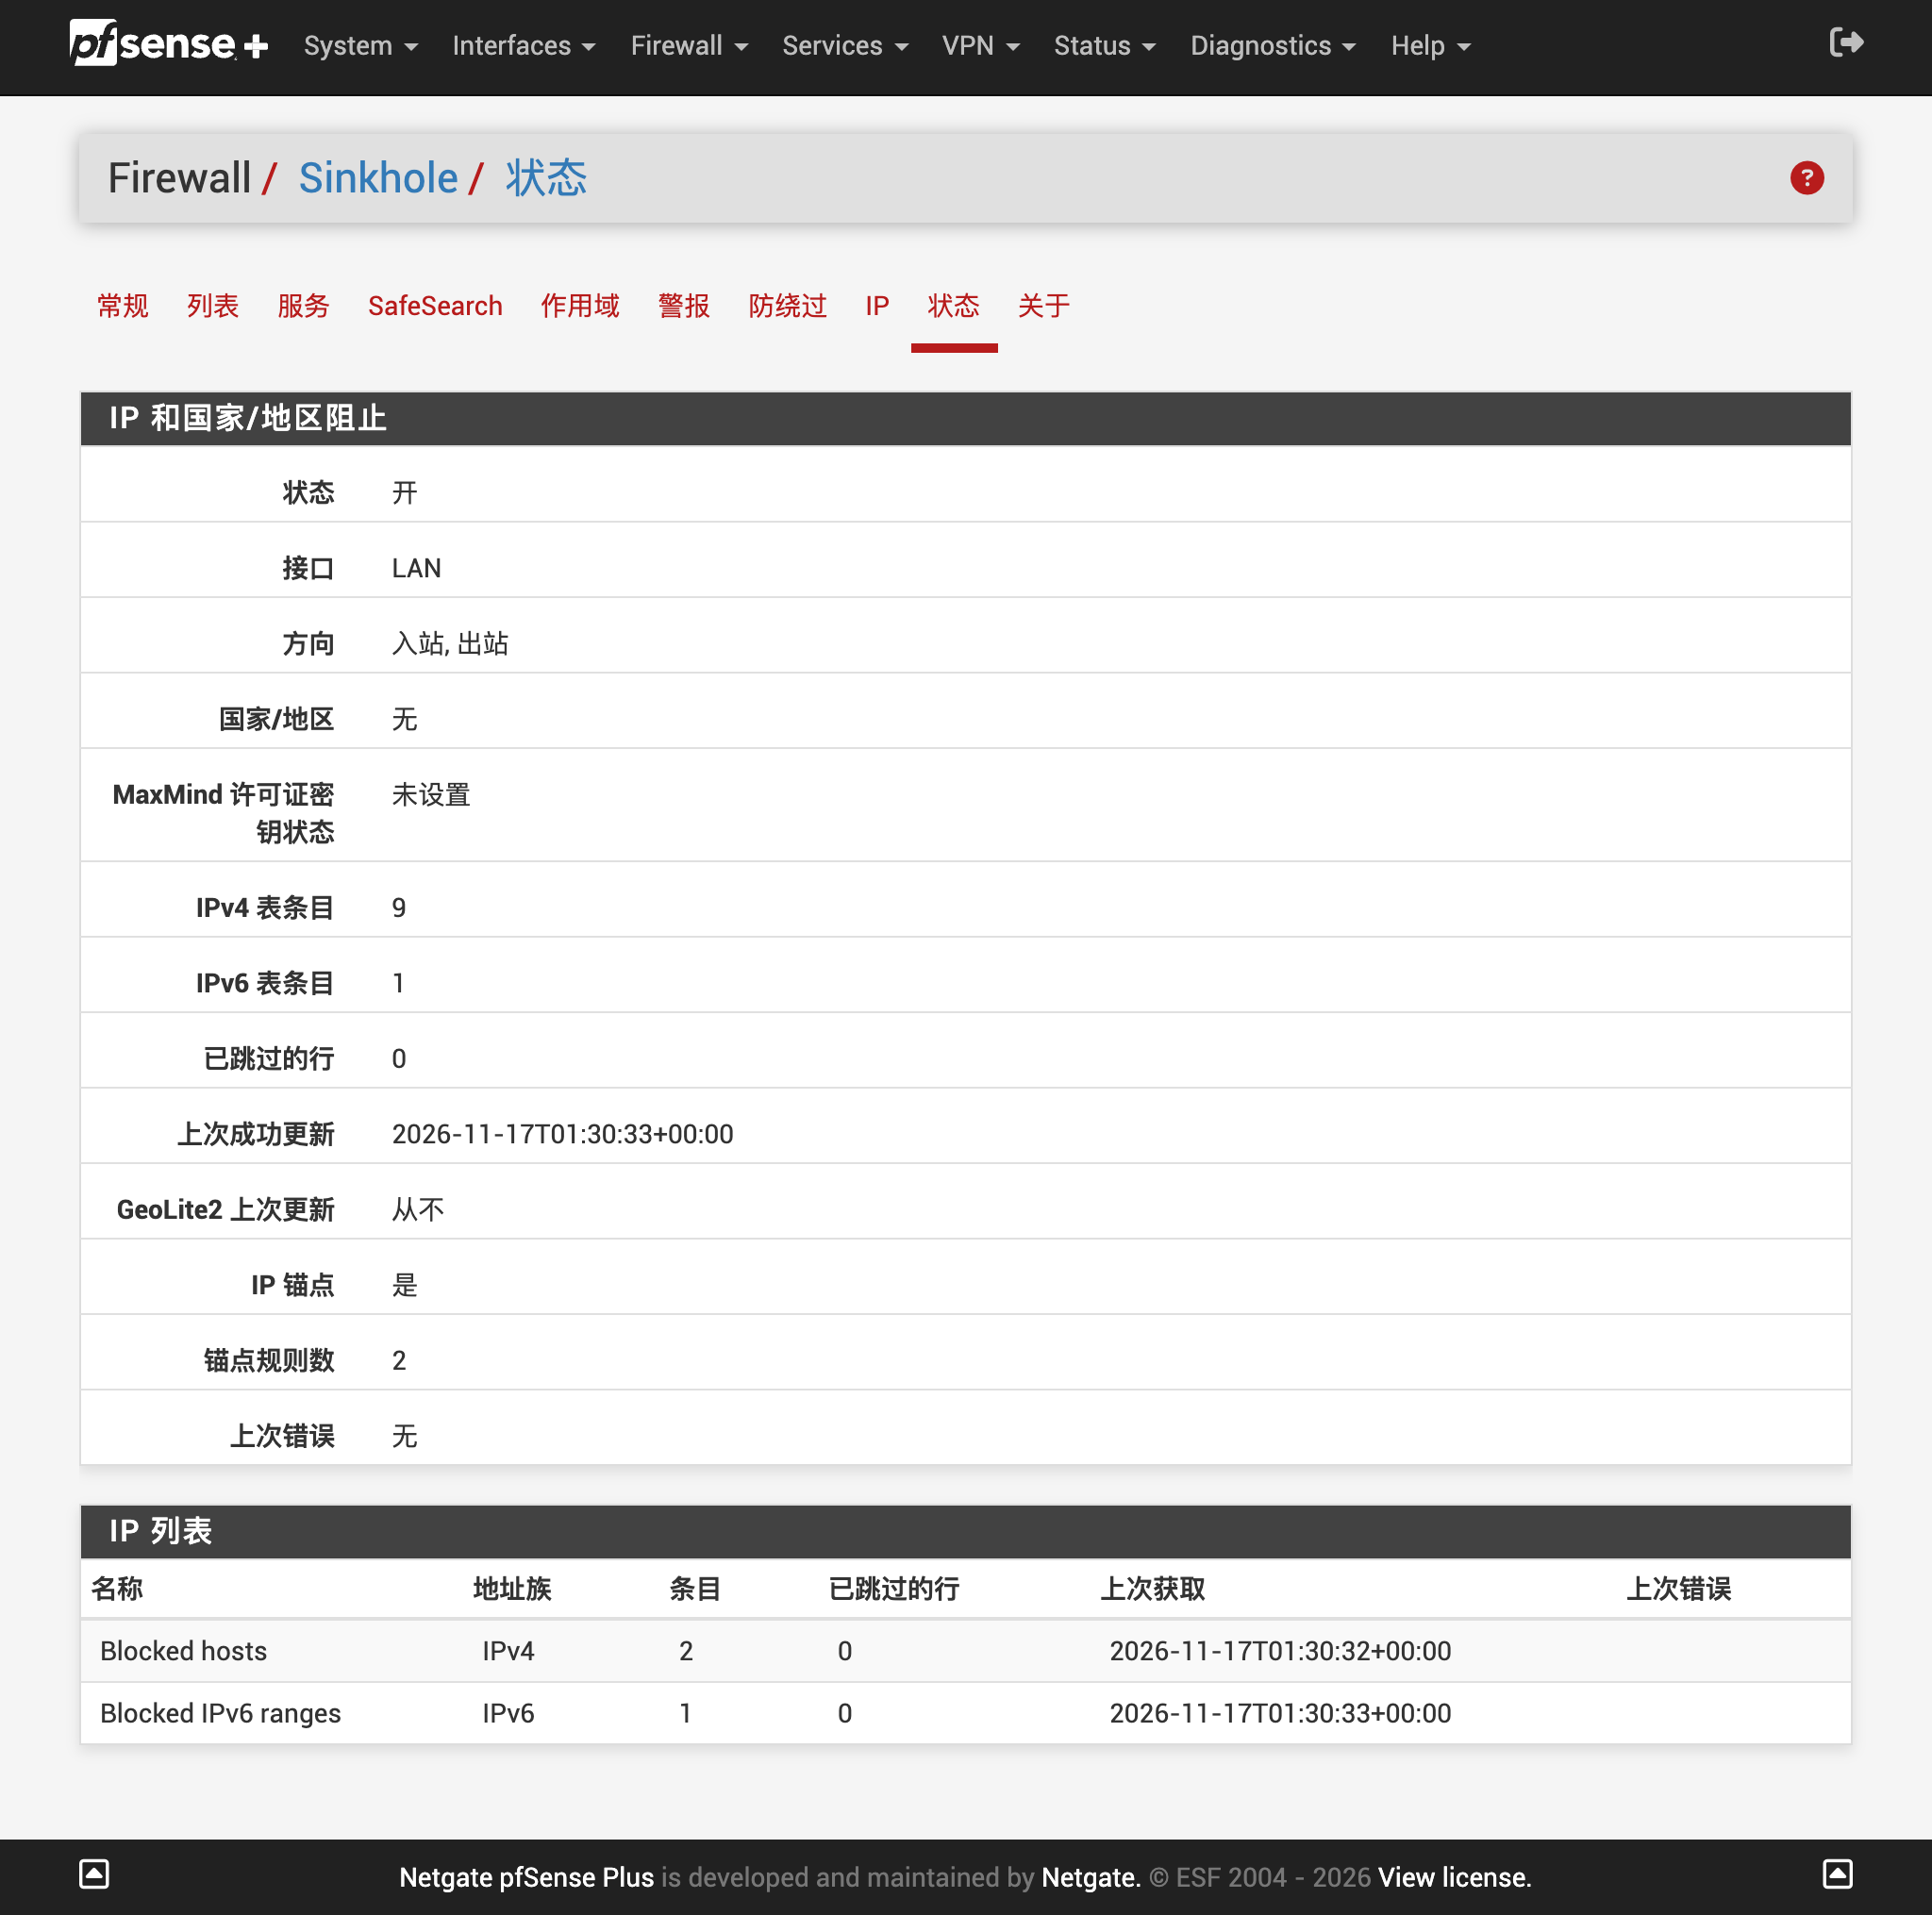 pfsense+ System Interfaces Firewall Services VPN Status Diagnostics Help
Firewall / Sinkhole / 状态
常规 列表 服务 SafeSearch 作用域 警报 防绕过 IP 状态 关于
IP 和国家/地区阻止
状态 开
接口 LAN
方向 入站, 出站
国家/地区 无
MaxMind 许可证密 未设置
钥状态
IPv4 表条目 9
IPv6 表条目 1
已跳过的行 0
上次成功更新 2026-11-17T01:30:33+00:00
GeoLite2 上次更新 从不
IP 锚点 是
锚点规则数 2
上次错误 无
IP 列表
名称 地址族 条目 已跳过的行 上次获取 上次错误
Blocked hosts IPv4 2 0 2026-11-17T01:30:32+00:00
Blocked IPv6 ranges IPv6 1 0 2026-11-17T01:30:33+00:00
Netgate pfSense Plus is developed and maintained by Netgate. © ESF 2004 - 2026 View license.